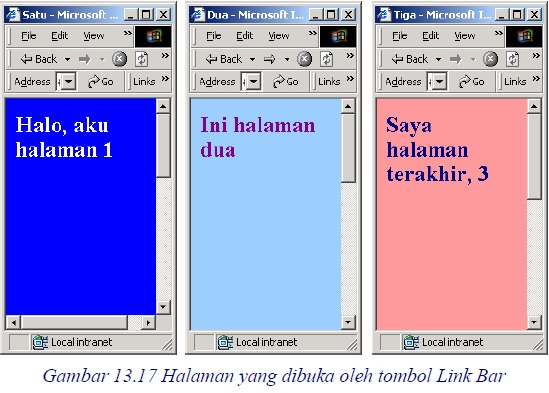 Satu - Microsoft I...
File Edit View »
Back »
Address Go Links »
Halo, aku
halaman 1
Local intranet
Dua - Microsoft I...
File Edit View »
Back »
Address Go Links »
Ini halaman
dua
Local intranet
Tiga - Microsoft I...
File Edit View »
Back »
Address Go Links »
Saya
halaman
terakhir, 3
Local intranet
Gambar 13.17 Halaman yang dibuka oleh tombol Link Bar